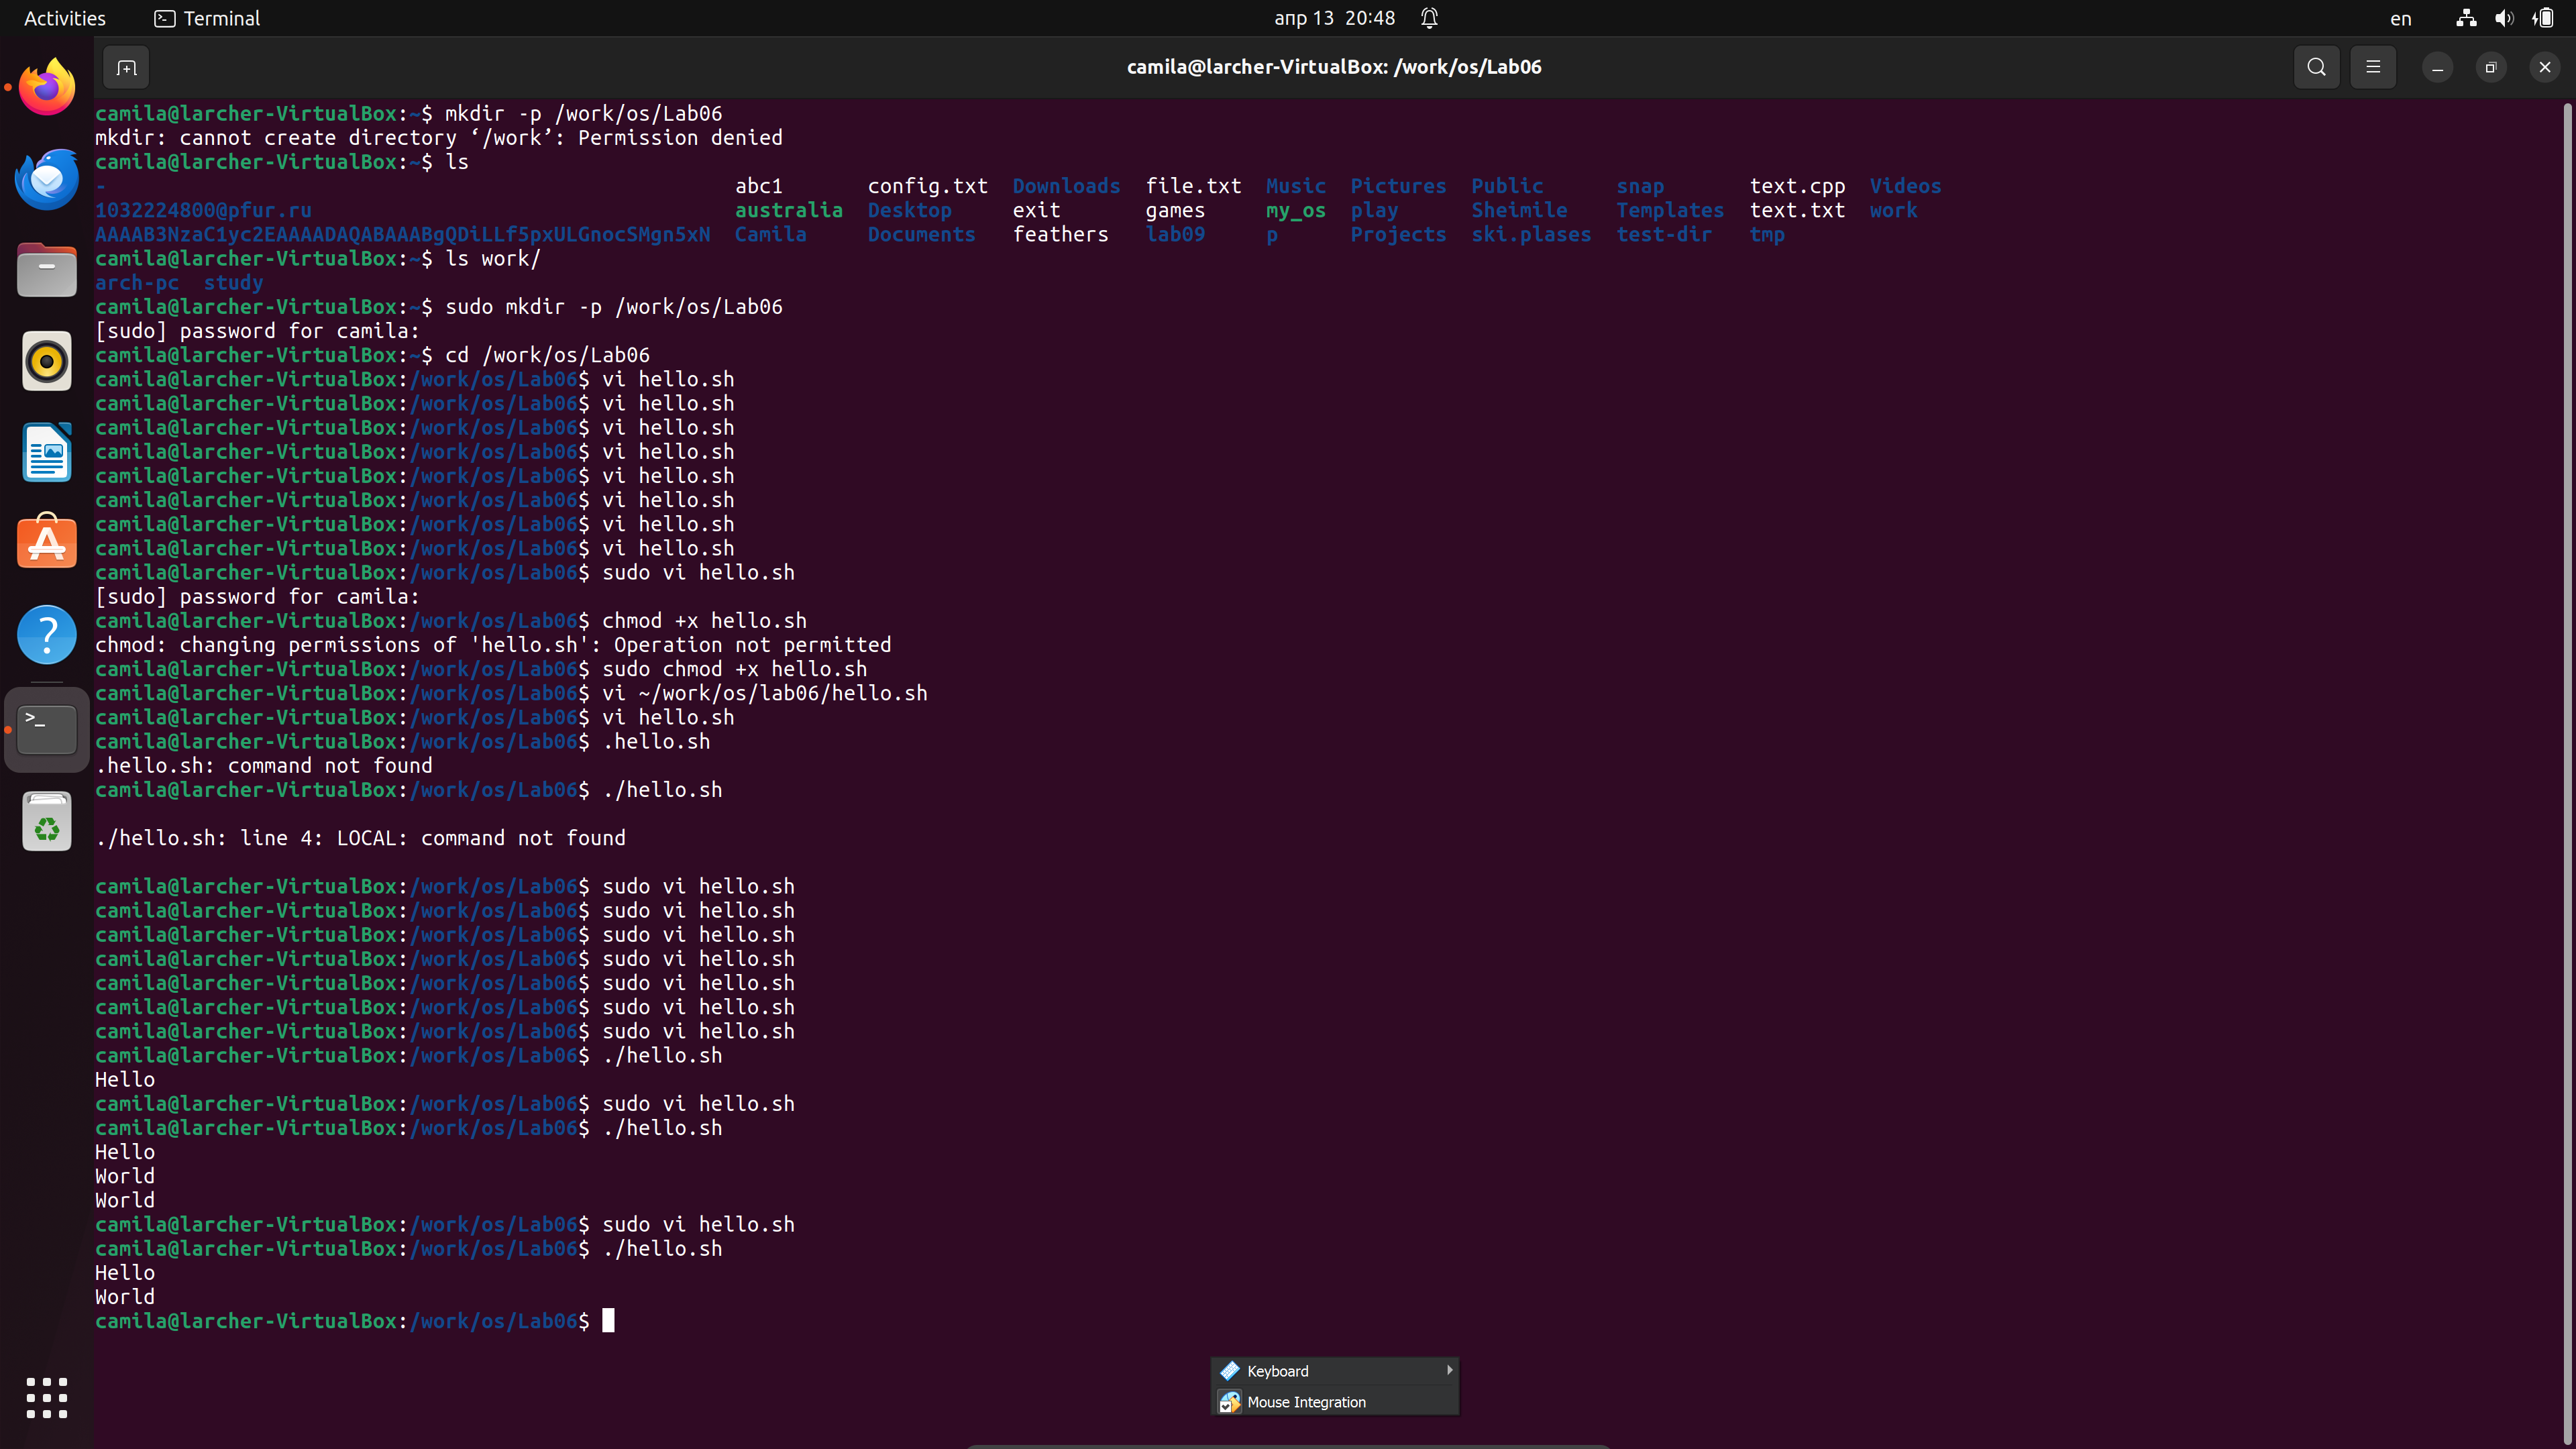 Activities Terminal апр 13 20:48 en
camila@larcher-VirtualBox: /work/os/Lab06
camila@larcher-VirtualBox:~$ mkdir -p /work/os/Lab06
mkdir: cannot create directory ‘/work’: Permission denied
camila@larcher-VirtualBox:~$ ls
- abc1 config.txt Downloads file.txt Music Pictures Public snap text.cpp Videos
1032224800@pfur.ru australia Desktop exit games my_os play Sheimile Templates text.txt work
AAAAB3NzaC1yc2EAAAADAQABAAABgQDiLLf5pxULGnocSMgn5xN Camila Documents feathers lab09 p Projects ski.plases test-dir tmp
camila@larcher-VirtualBox:~$ ls work/
arch-pc study
camila@larcher-VirtualBox:~$ sudo mkdir -p /work/os/Lab06
[sudo] password for camila:
camila@larcher-VirtualBox:~$ cd /work/os/Lab06
camila@larcher-VirtualBox:/work/os/Lab06$ vi hello.sh
camila@larcher-VirtualBox:/work/os/Lab06$ vi hello.sh
camila@larcher-VirtualBox:/work/os/Lab06$ vi hello.sh
camila@larcher-VirtualBox:/work/os/Lab06$ vi hello.sh
camila@larcher-VirtualBox:/work/os/Lab06$ vi hello.sh
camila@larcher-VirtualBox:/work/os/Lab06$ vi hello.sh
camila@larcher-VirtualBox:/work/os/Lab06$ vi hello.sh
camila@larcher-VirtualBox:/work/os/Lab06$ vi hello.sh
camila@larcher-VirtualBox:/work/os/Lab06$ sudo vi hello.sh
[sudo] password for camila:
camila@larcher-VirtualBox:/work/os/Lab06$ chmod +x hello.sh
chmod: changing permissions of 'hello.sh': Operation not permitted
camila@larcher-VirtualBox:/work/os/Lab06$ sudo chmod +x hello.sh
camila@larcher-VirtualBox:/work/os/Lab06$ vi ~/work/os/lab06/hello.sh
camila@larcher-VirtualBox:/work/os/Lab06$ vi hello.sh
camila@larcher-VirtualBox:/work/os/Lab06$ .hello.sh
.hello.sh: command not found
camila@larcher-VirtualBox:/work/os/Lab06$ ./hello.sh
./hello.sh: line 4: LOCAL: command not found
camila@larcher-VirtualBox:/work/os/Lab06$ sudo vi hello.sh
camila@larcher-VirtualBox:/work/os/Lab06$ sudo vi hello.sh
camila@larcher-VirtualBox:/work/os/Lab06$ sudo vi hello.sh
camila@larcher-VirtualBox:/work/os/Lab06$ sudo vi hello.sh
camila@larcher-VirtualBox:/work/os/Lab06$ sudo vi hello.sh
camila@larcher-VirtualBox:/work/os/Lab06$ sudo vi hello.sh
camila@larcher-VirtualBox:/work/os/Lab06$ sudo vi hello.sh
camila@larcher-VirtualBox:/work/os/Lab06$ ./hello.sh
Hello
camila@larcher-VirtualBox:/work/os/Lab06$ sudo vi hello.sh
camila@larcher-VirtualBox:/work/os/Lab06$ ./hello.sh
Hello
World
World
camila@larcher-VirtualBox:/work/os/Lab06$ sudo vi hello.sh
camila@larcher-VirtualBox:/work/os/Lab06$ ./hello.sh
Hello
World
camila@larcher-VirtualBox:/work/os/Lab06$
Keyboard
Mouse Integration